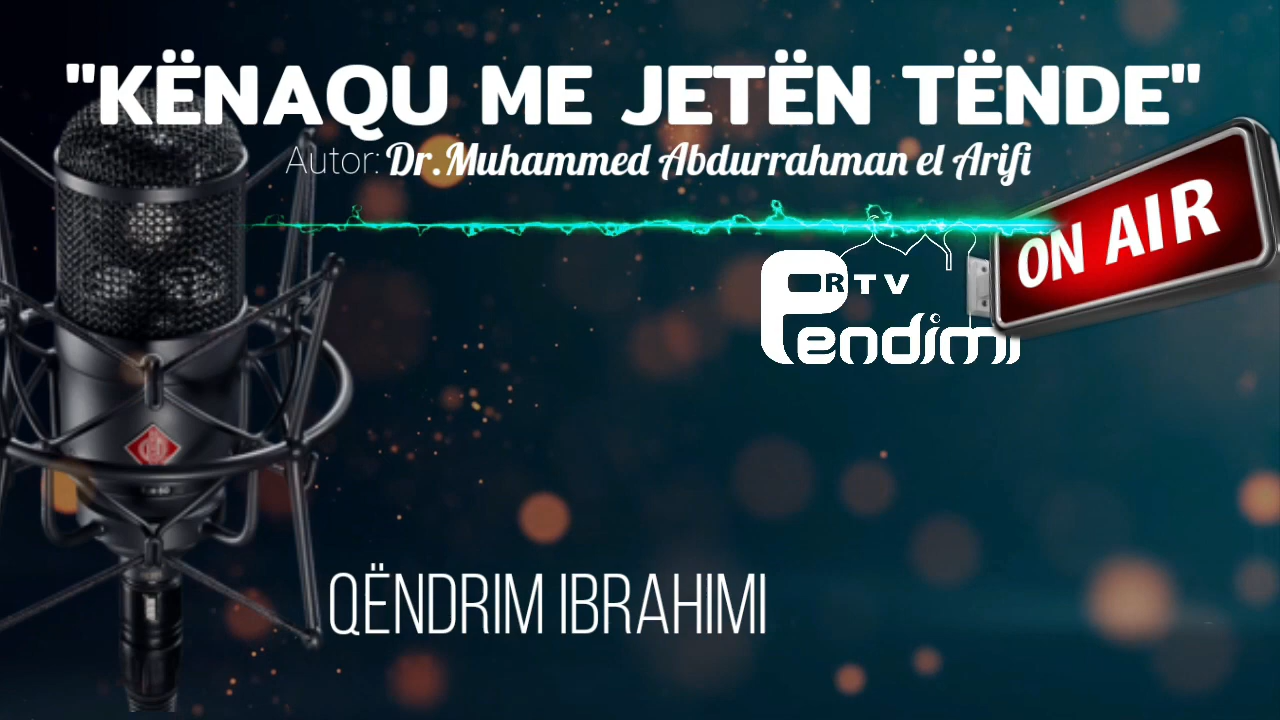 "KËNAQU ME JETËN TËNDE"
Autor: Dr. Muhammed Abdurrahman el Arifi
ON AIR
RTV
Pendimi
QËNDRIM IBRAHIMI